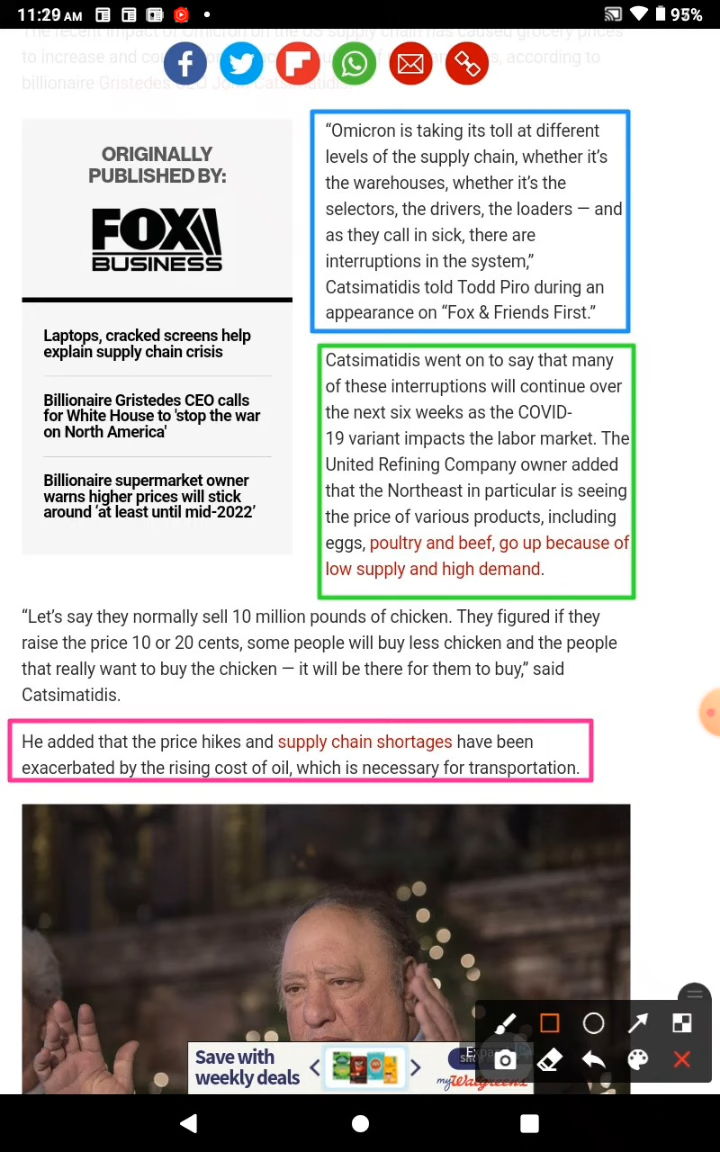 11:29 AM
95%
The recent impact of Omicron on the US supply chain has caused grocery prices
to increase and
according to
billionaire Gristedes CEO John
ORIGINALLY
PUBLISHED BY:
FOX
BUSINESS
Laptops, cracked screens help
explain supply chain crisis
Billionaire Gristedes CEO calls
for White House to 'stop the war
on North America'
Billionaire supermarket owner
warns higher prices will stick
around ‘at least until mid-2022’
“Omicron is taking its toll at different
levels of the supply chain, whether it’s
the warehouses, whether it’s the
selectors, the drivers, the loaders — and
as they call in sick, there are
interruptions in the system,”
Catsimatidis told Todd Piro during an
appearance on “Fox & Friends First.”
Catsimatidis went on to say that many
of these interruptions will continue over
the next six weeks as the COVID-
19 variant impacts the labor market. The
United Refining Company owner added
that the Northeast in particular is seeing
the price of various products, including
eggs, poultry and beef, go up because of
low supply and high demand.
“Let’s say they normally sell 10 million pounds of chicken. They figured if they
raise the price 10 or 20 cents, some people will buy less chicken and the people
that really want to buy the chicken — it will be there for them to buy,” said
Catsimatidis.
He added that the price hikes and supply chain shortages have been
exacerbated by the rising cost of oil, which is necessary for transportation.
Save with
weekly deals
myWalgreens